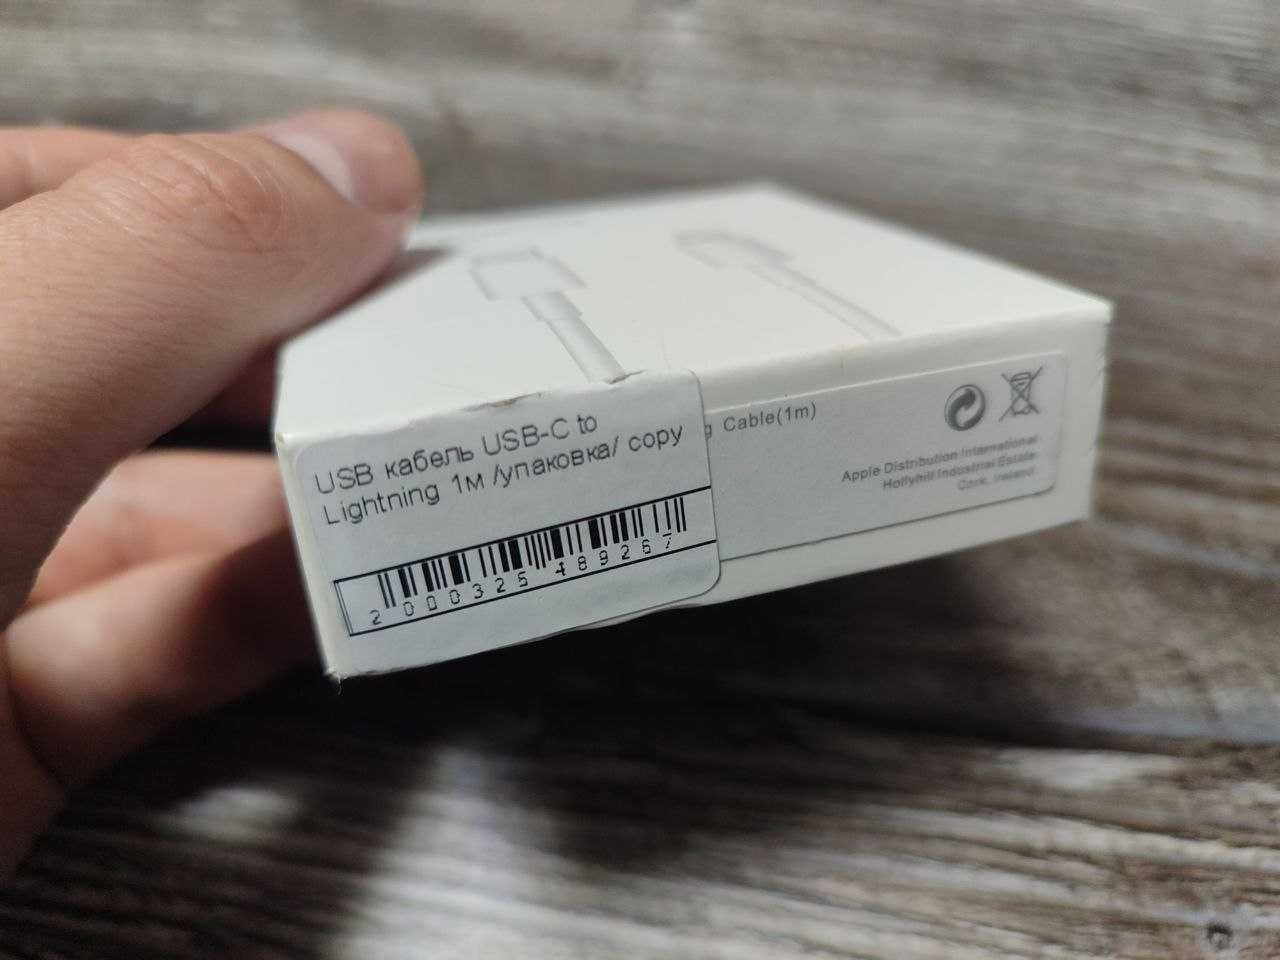 USB кабель USB-C to
Lightning 1м /упаковка/ copy
2 000325 489267
g Cable(1m)
Apple Distribution International
Hollyhill Industrial Estate
Cork, Ireland